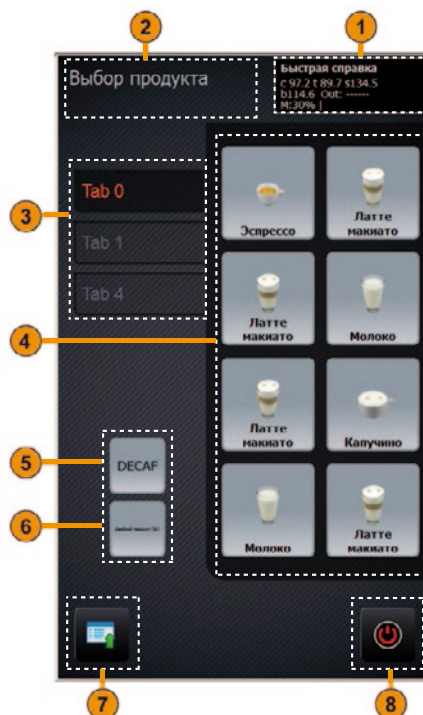 2
1
Выбор продукта
Быстрая справка
c 97.2 t 89.7 s134.5
b114.6 Out: ------
M:30% |
3
Tab 0
Tab 1
Tab 4
4
Эспрессо
Латте
макиато
Латте
макиато
Молоко
Латте
макиато
Капучино
Молоко
Латте
макиато
5
DECAF
6
7
8